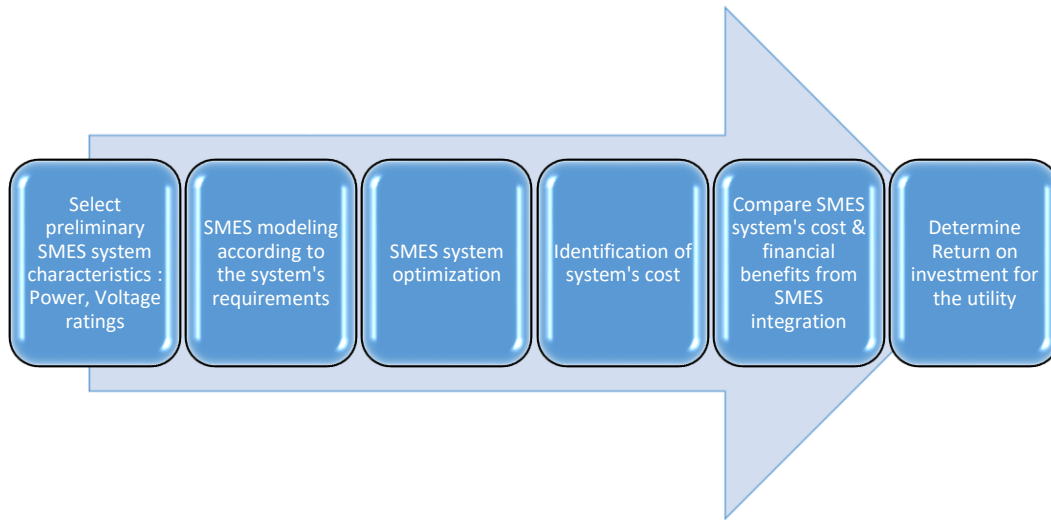 Select
preliminary
SMES system
characteristics :
Power, Voltage
ratings
SMES modeling
according to
the system's
requirements
SMES system
optimization
Identification of
system's cost
Compare SMES
system's cost &
financial
benefits from
SMES
integration
Determine
Return on
investment for
the utility